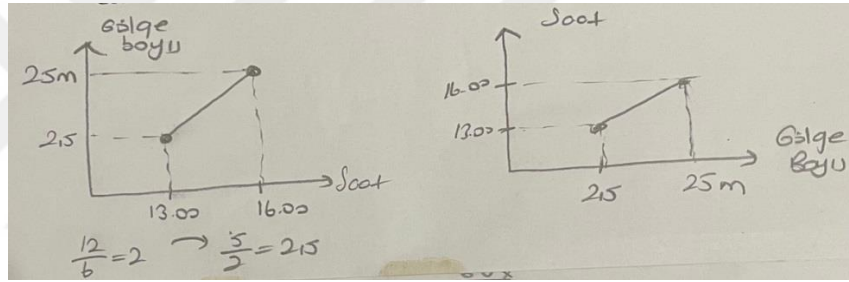 Gölge
boyu
25m
2,5
13.00
16.00
Saat
12/6 = 2 → 5/2 = 2,5
Saat
16.00
13.00
2,5
25m
Gölge
Boyu